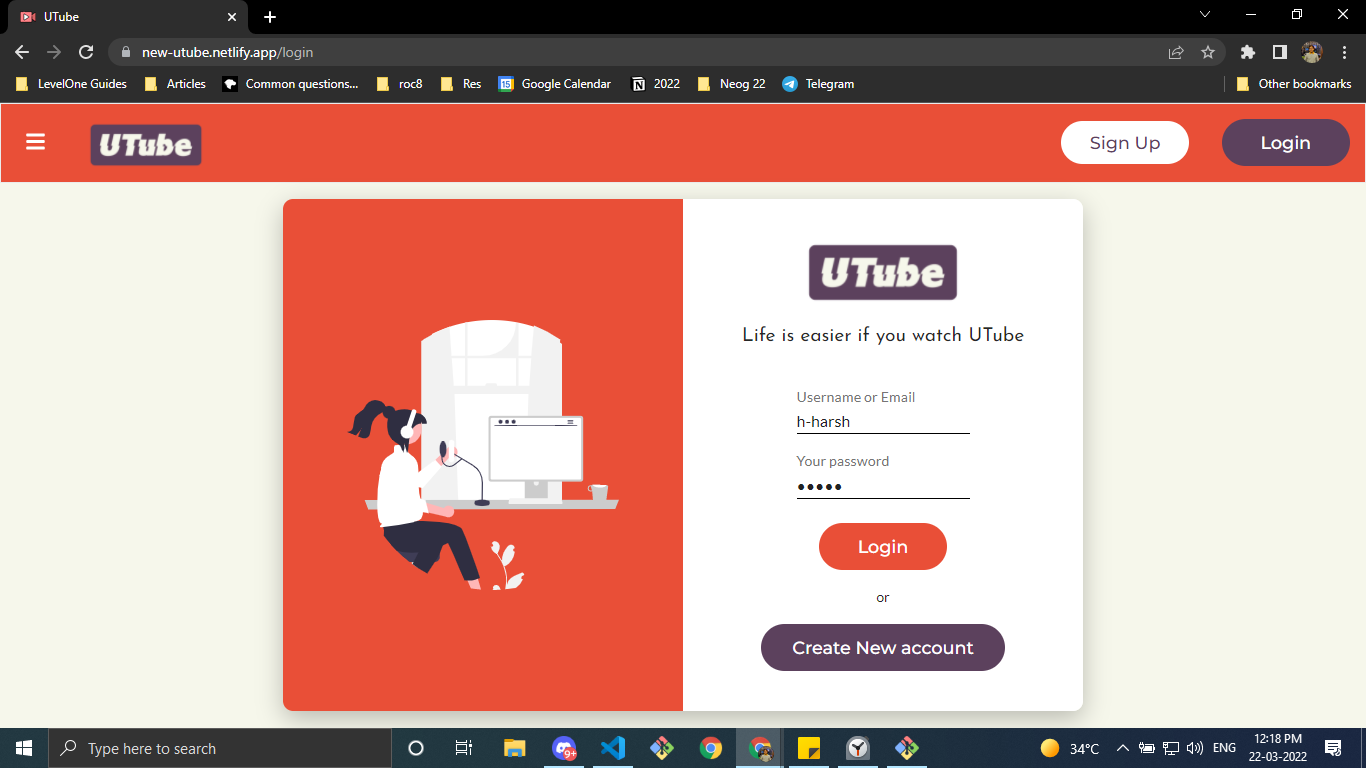 UTube
new-utube.netlify.app/login
LevelOne Guides Articles Common questions... roc8 Res 15 Google Calendar 2022 Neog 22 Telegram Other bookmarks
UTube Sign Up Login
UTube
Life is easier if you watch UTube
Username or Email
h-harsh
Your password
•••••
Login
or
Create New account
Type here to search 9+ 34°C ENG 12:18 PM
22-03-2022